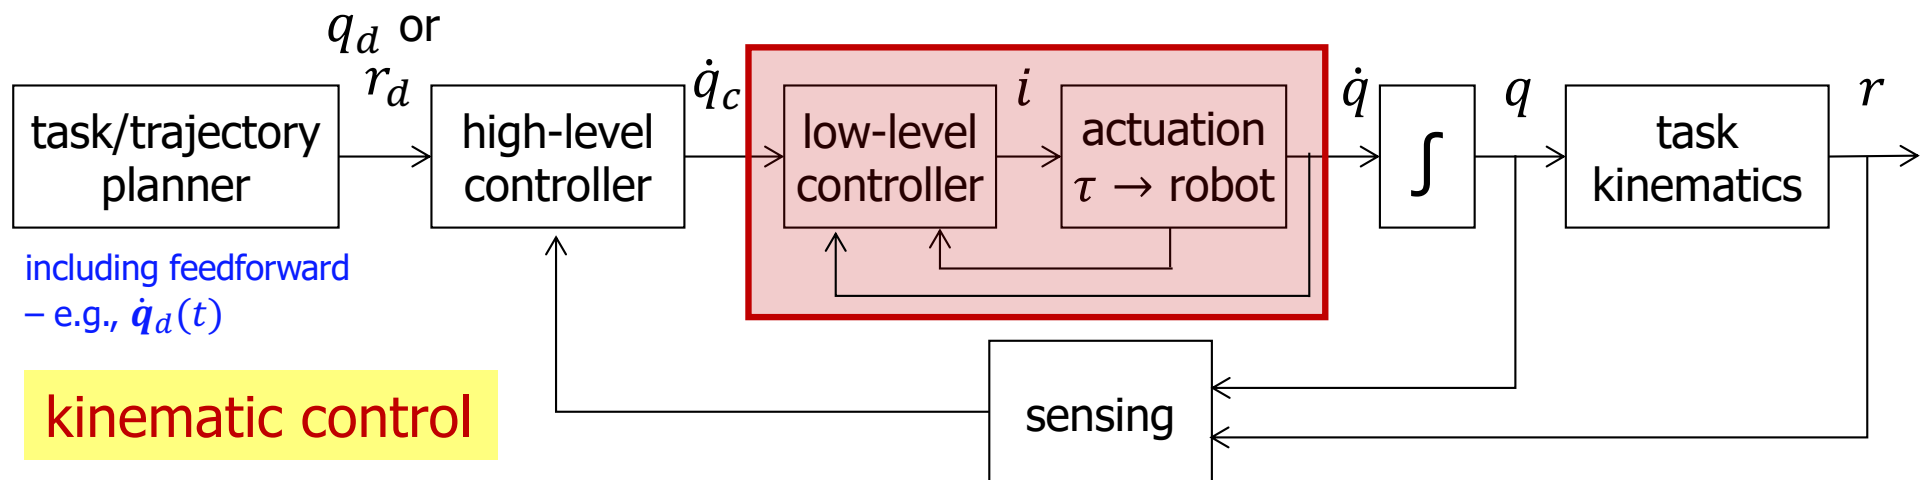 q_d or
r_d
task/trajectory
planner
high-level
controller
q̇_c
low-level
controller
i
actuation
τ → robot
q̇
∫
q
task
kinematics
r
including feedforward
– e.g., q̇_d(t)
kinematic control
sensing